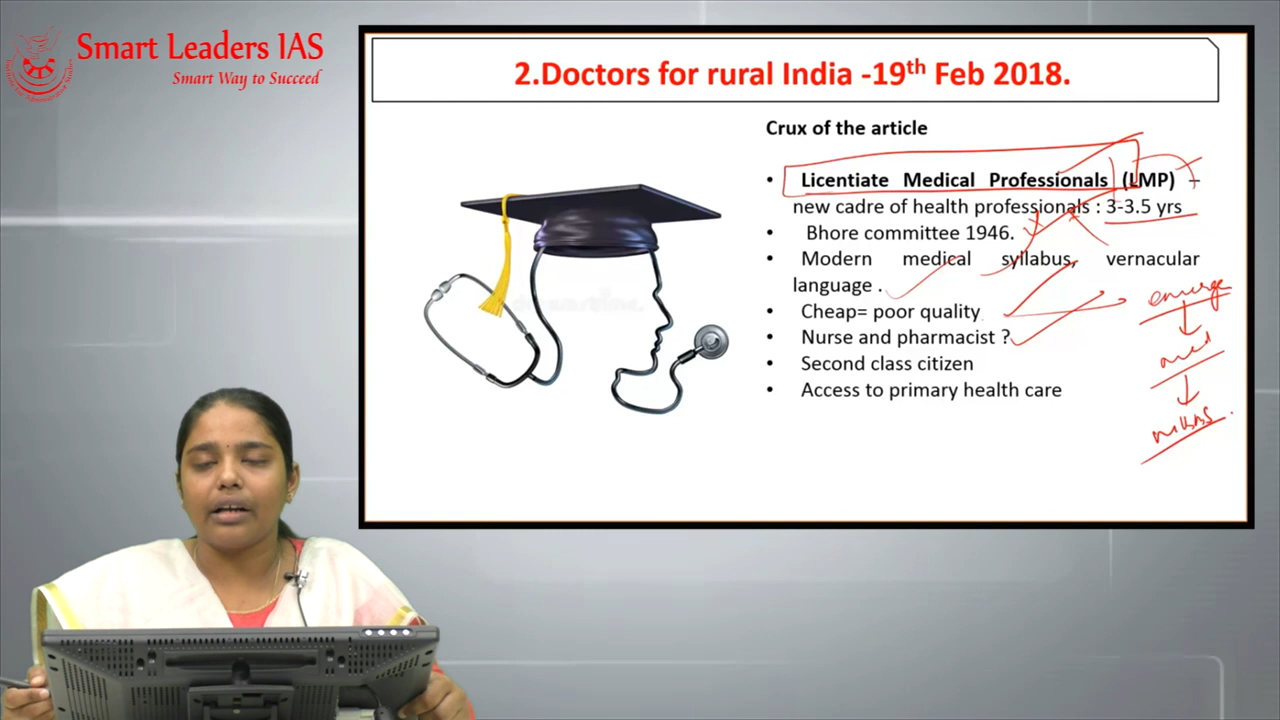 Smart Leaders IAS
Smart Way to Succeed
2.Doctors for rural India -19th Feb 2018.
Crux of the article
• Licentiate Medical Professionals (LMP) –
new cadre of health professionals : 3-3.5 yrs
• Bhore committee 1946.
• Modern medical syllabus, vernacular
language .
• Cheap= poor quality
• Nurse and pharmacist ?
• Second class citizen
• Access to primary health care
MBBS